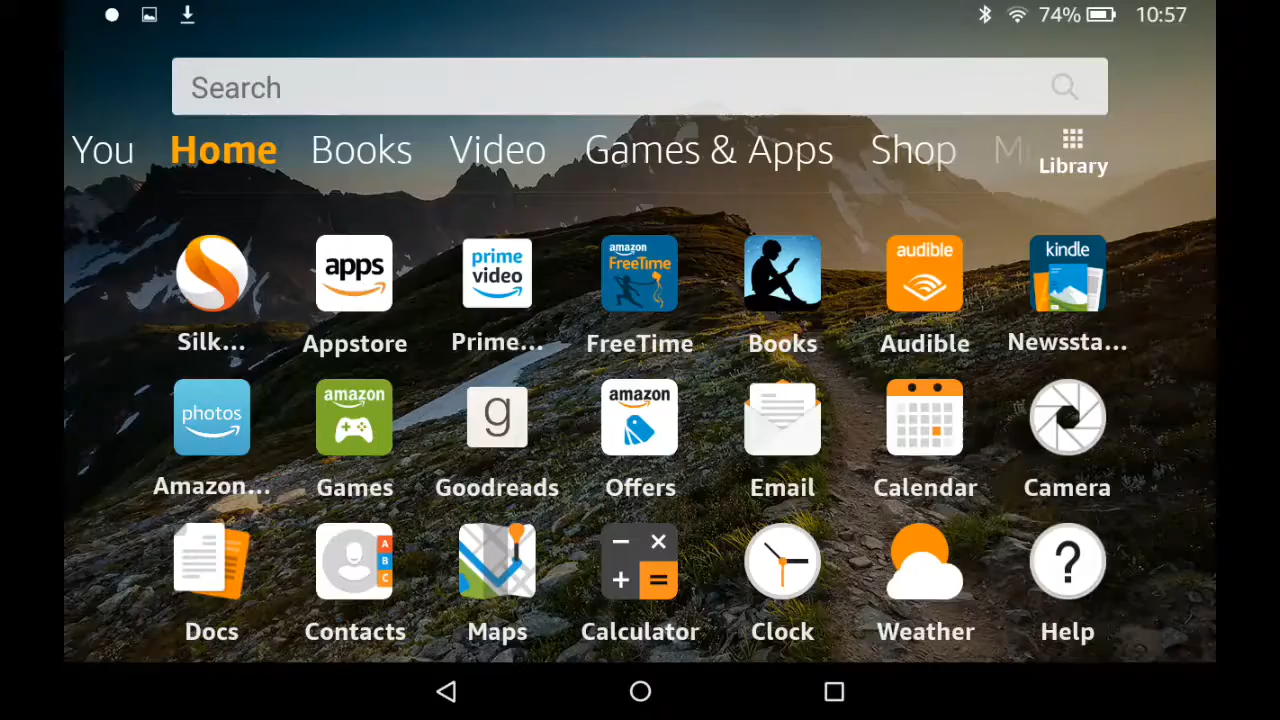 74% 10:57
Search
You Home Books Video Games & Apps Shop Mu
Library
apps
prime video
amazon FreeTime
audible
kindle
Silk... Appstore Prime... FreeTime Books Audible Newssta...
photos
amazon
g
amazon
Amazon... Games Goodreads Offers Email Calendar Camera
A
B
C
− ×
+ =
?
Docs Contacts Maps Calculator Clock Weather Help